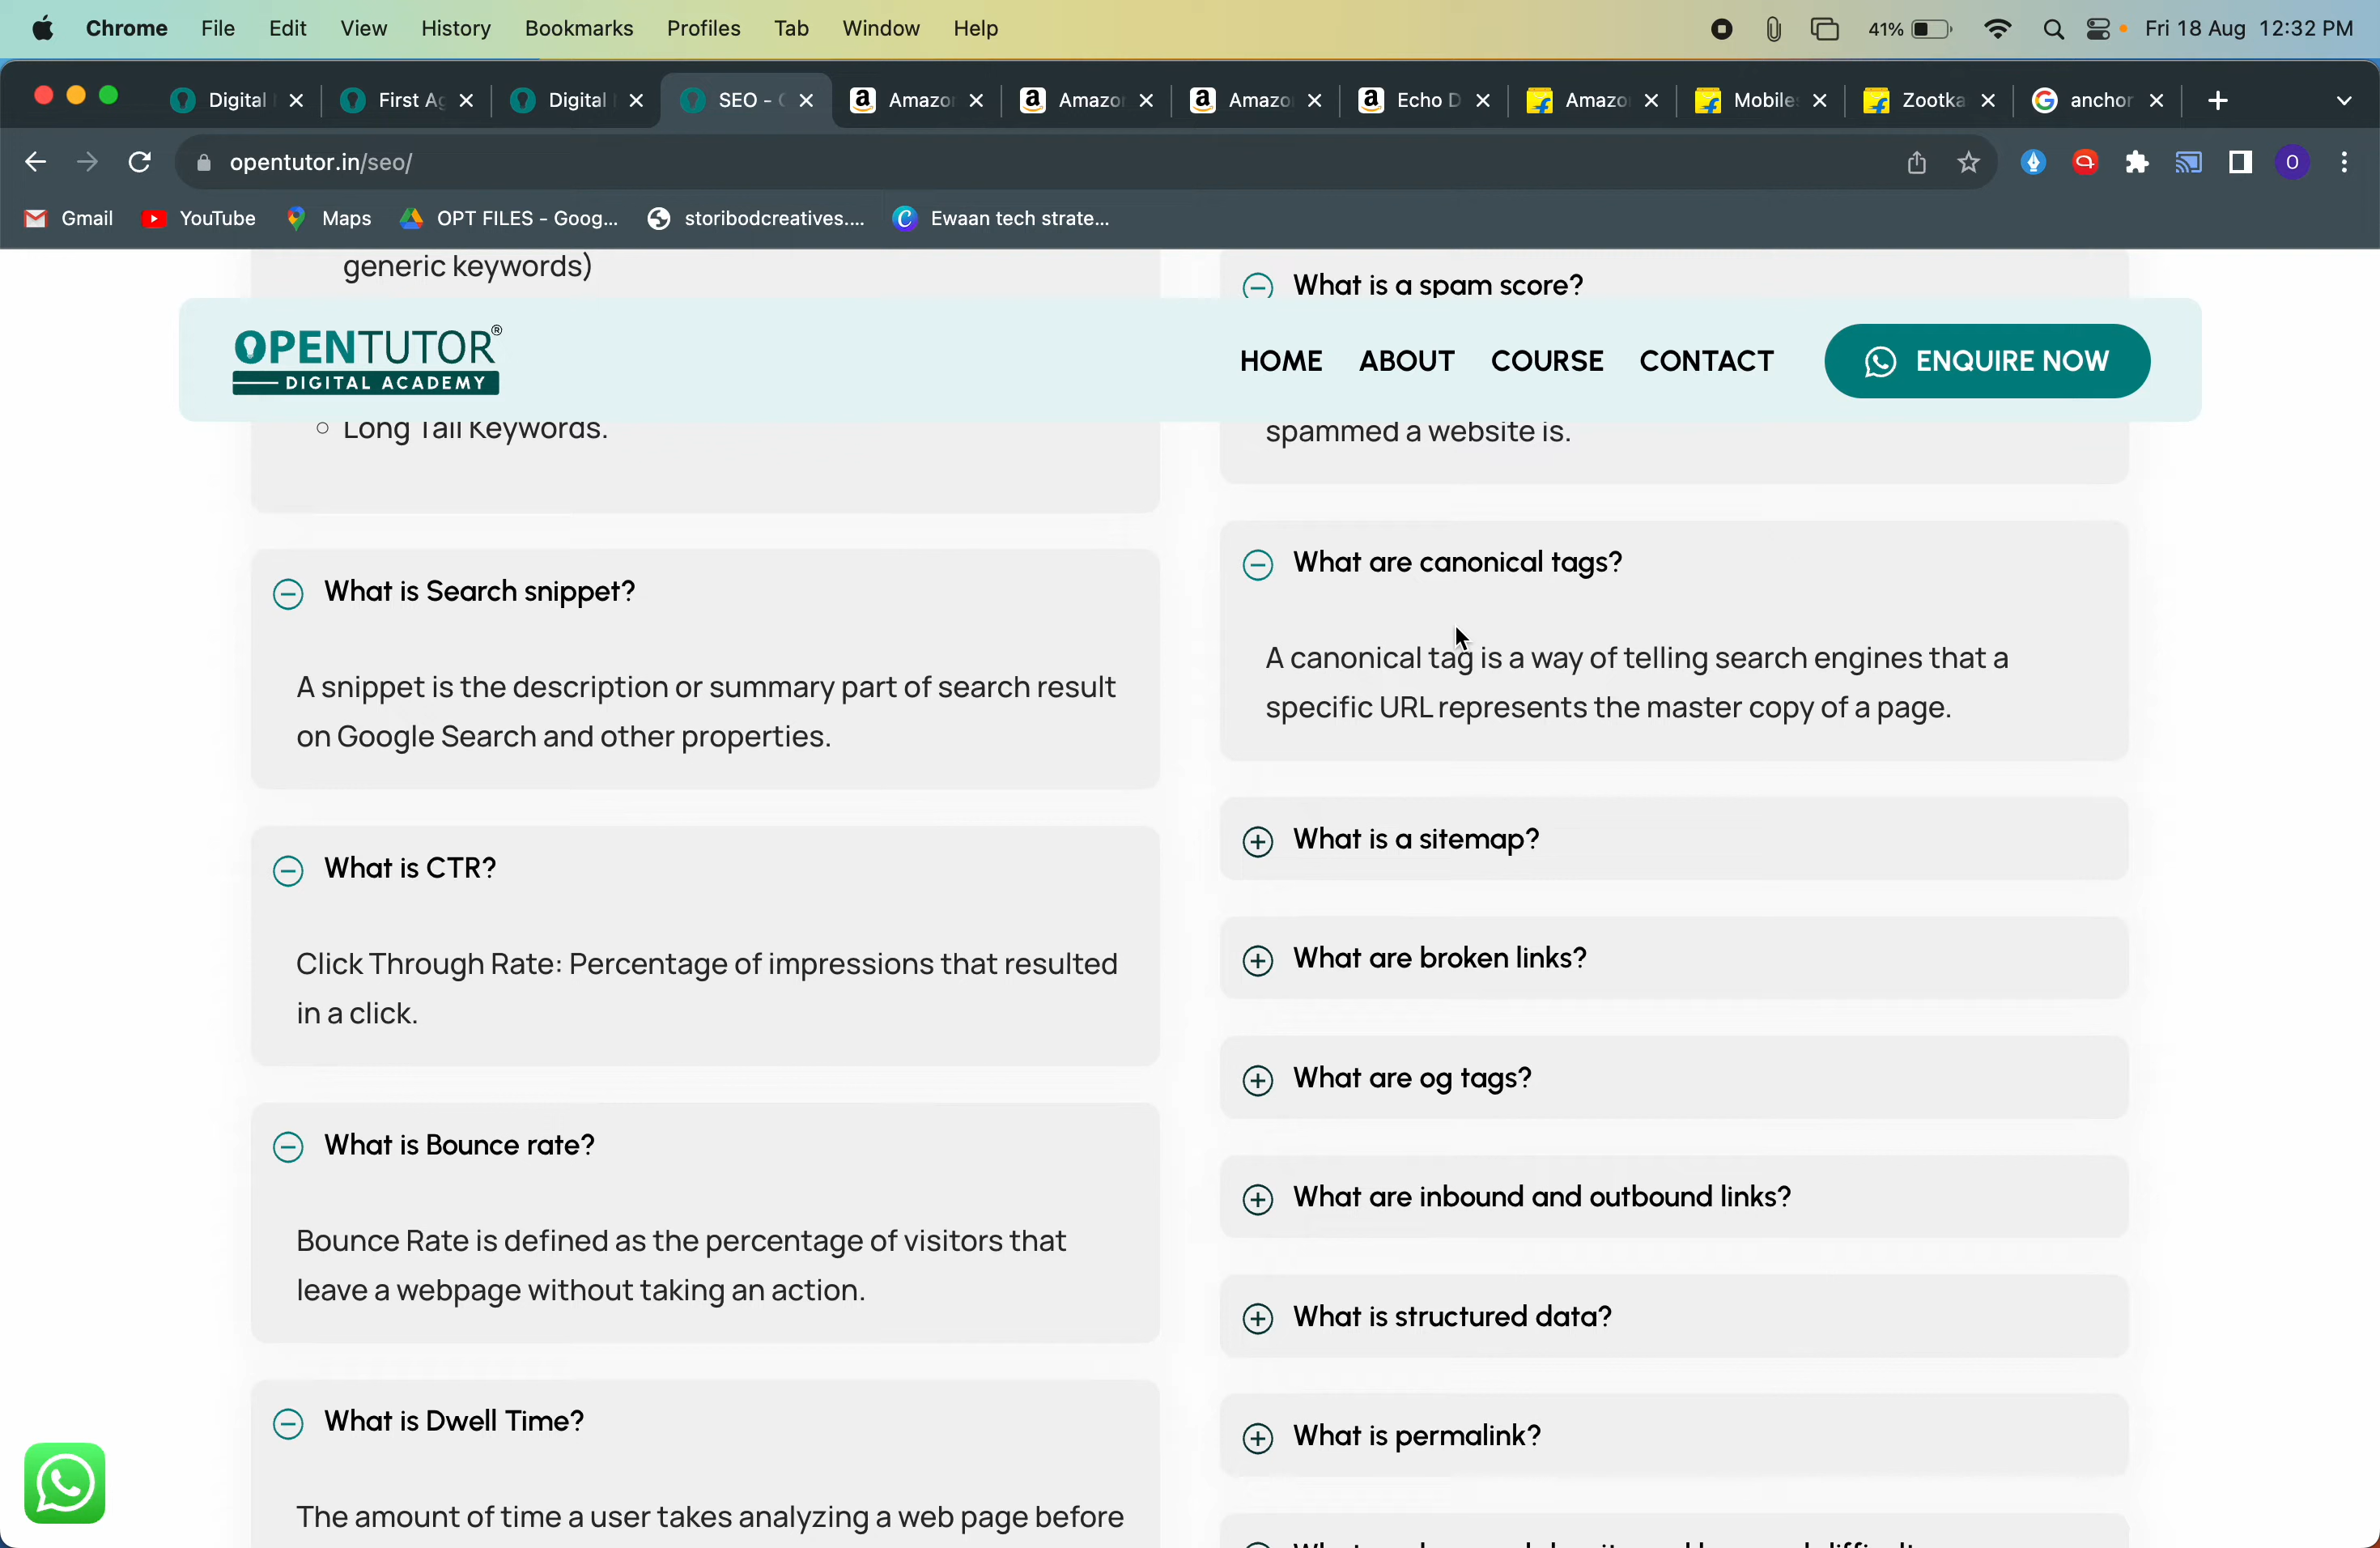 Chrome File Edit View History Bookmarks Profiles Tab Window Help 41% Fri 18 Aug 12:32 PM
Digital First Ag Digital SEO - Amazon Amazon Amazo Echo D Amazo Mobile Zootka anchor
opentutor.in/seo/
Gmail YouTube Maps OPT FILES - Goog... storibodcreatives.... Ewaan tech strate...
generic keywords)
What is a spam score?
OPENTUTOR®
DIGITAL ACADEMY
HOME ABOUT COURSE CONTACT ENQUIRE NOW
Long Tail Keywords.
spammed a website is.
What is Search snippet?
A snippet is the description or summary part of search result
on Google Search and other properties.
What is CTR?
Click Through Rate: Percentage of impressions that resulted
in a click.
What is Bounce rate?
Bounce Rate is defined as the percentage of visitors that
leave a webpage without taking an action.
What is Dwell Time?
The amount of time a user takes analyzing a web page before
What are canonical tags?
A canonical tag is a way of telling search engines that a
specific URL represents the master copy of a page.
What is a sitemap?
What are broken links?
What are og tags?
What are inbound and outbound links?
What is structured data?
What is permalink?